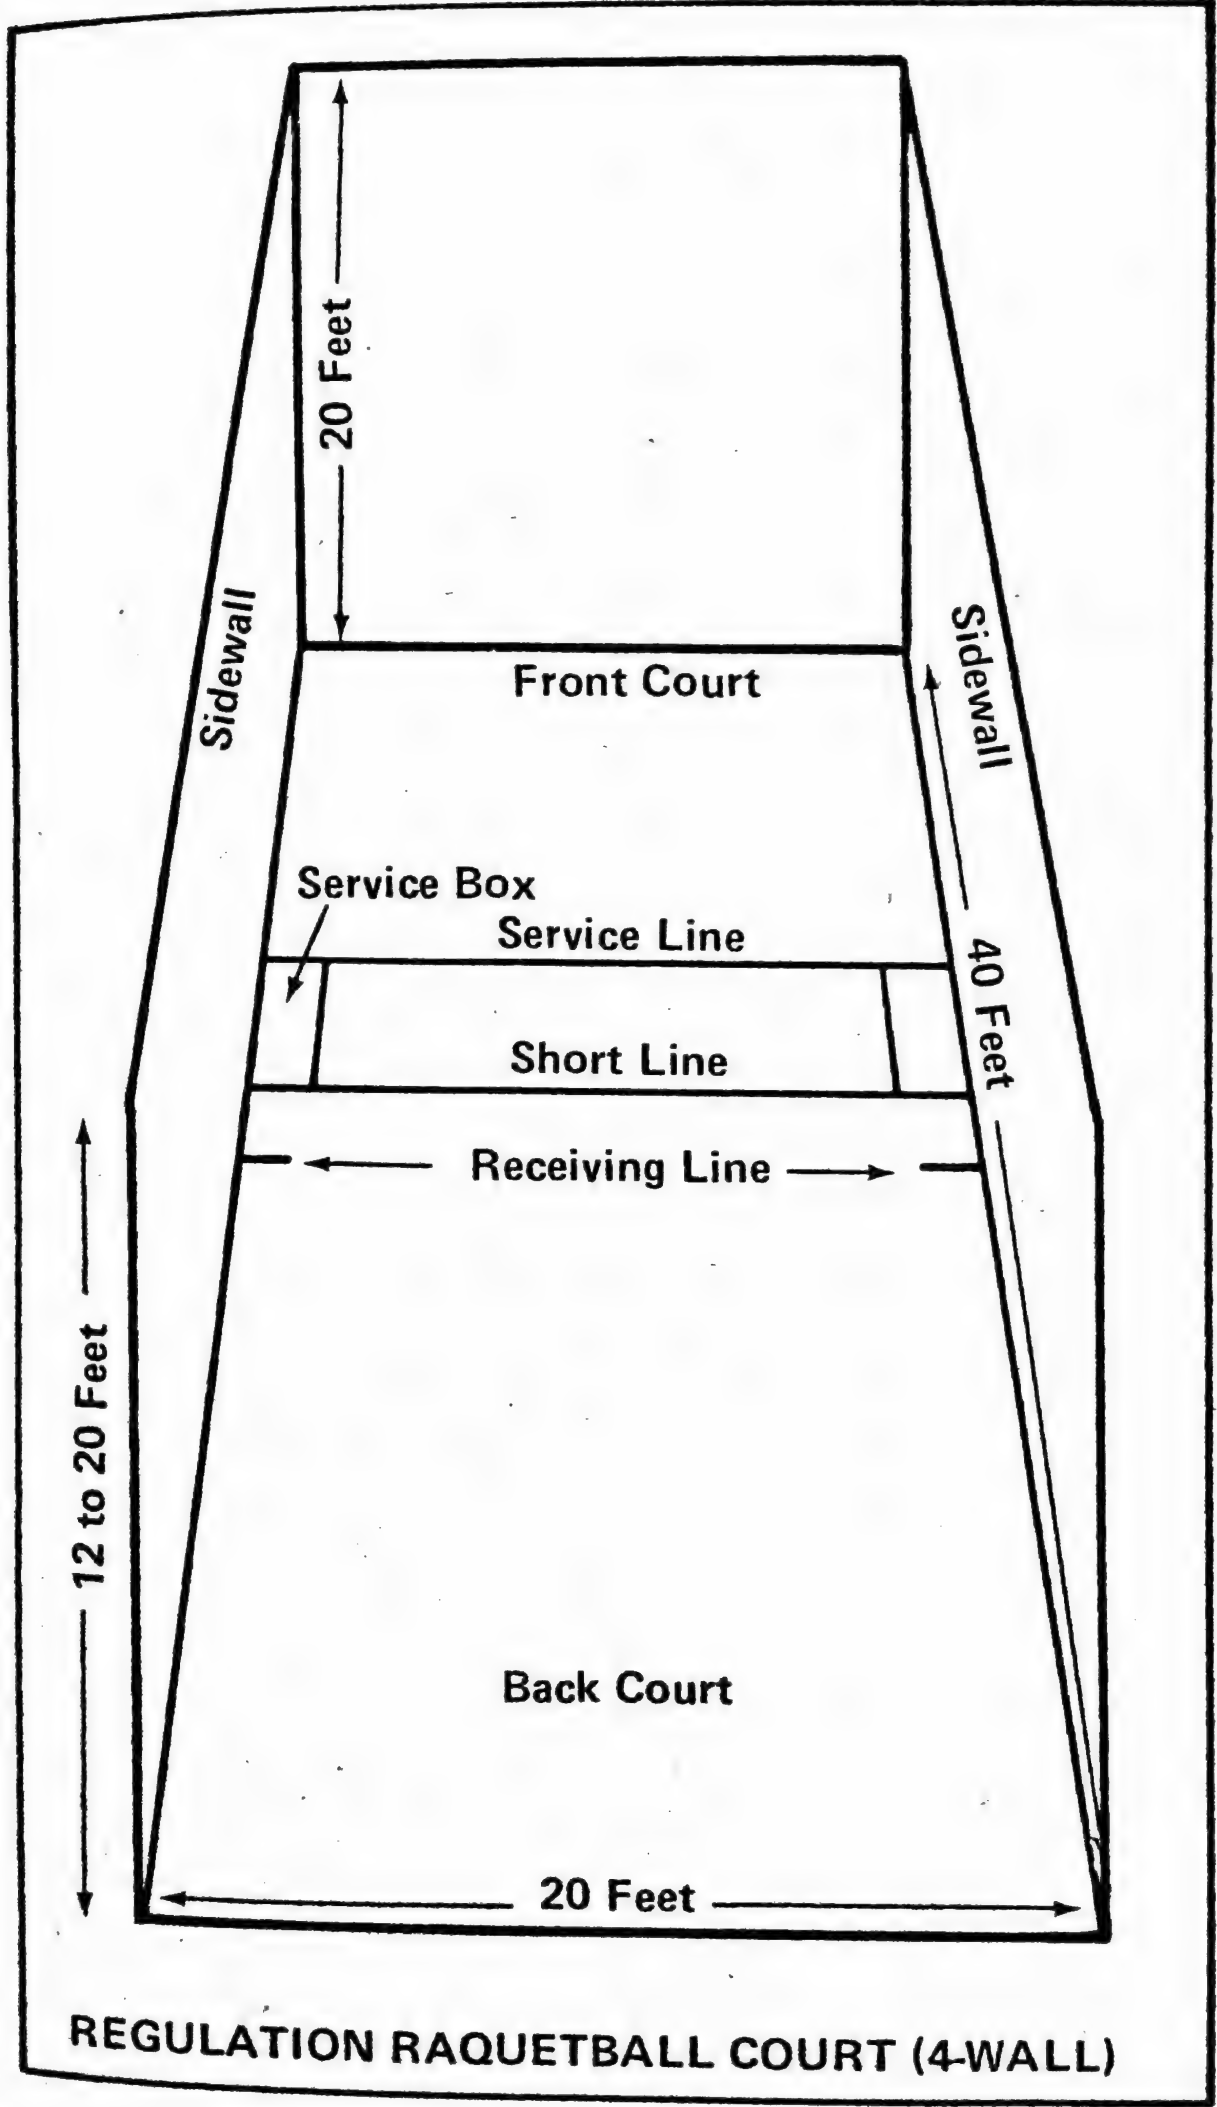 20 Feet
Sidewall
Sidewall
Front Court
Service Box
Service Line
40 Feet
Short Line
Receiving Line
12 to 20 Feet
Back Court
20 Feet
REGULATION RAQUETBALL COURT (4-WALL)